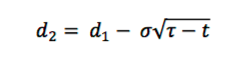 d₂ = d₁ − σ√τ − t